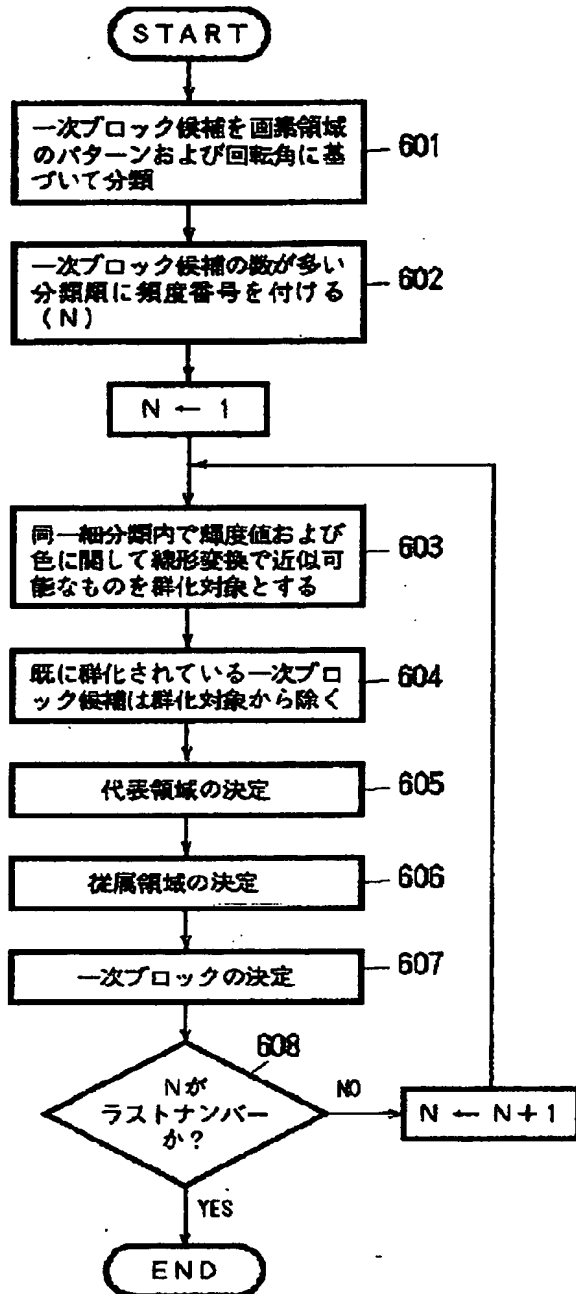 START
一次ブロック候補を画素領域
のパターンおよび回転角に基
づいて分類
601
一次ブロック候補の数が多い
分類順に頻度番号を付ける
(N)
602
N ← 1
同一細分類内で輝度値および
色に関して線形変換で近似可
能なものを群化対象とする
603
既に群化されている一次ブロ
ック候補は群化対象から除く
604
代表領域の決定
605
従属領域の決定
606
一次ブロックの決定
607
608
Nが
ラストナンバー
か?
NO
N ← N+1
YES
END